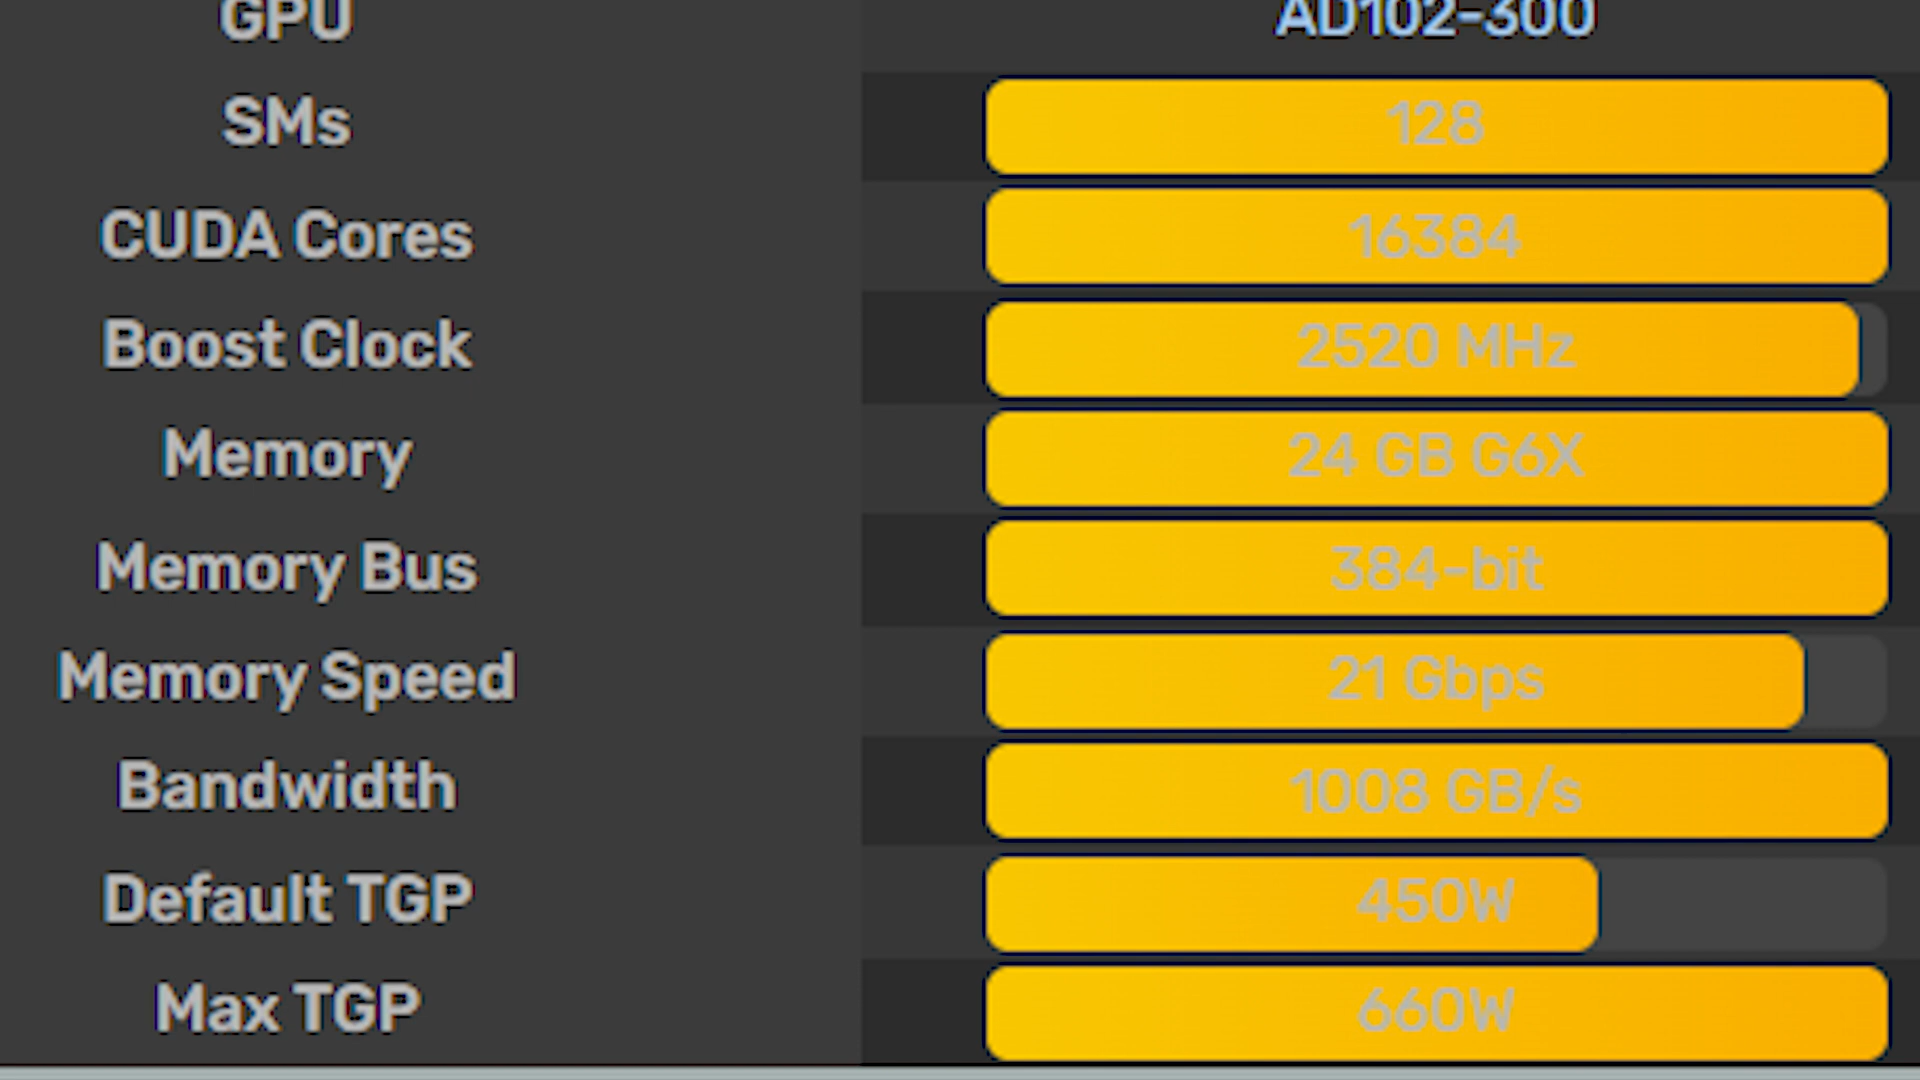 GPU AD102-300
SMs 128
CUDA Cores 16384
Boost Clock 2520 MHz
Memory 24 GB G6X
Memory Bus 384-bit
Memory Speed 21 Gbps
Bandwidth 1008 GB/s
Default TGP 450W
Max TGP 660W